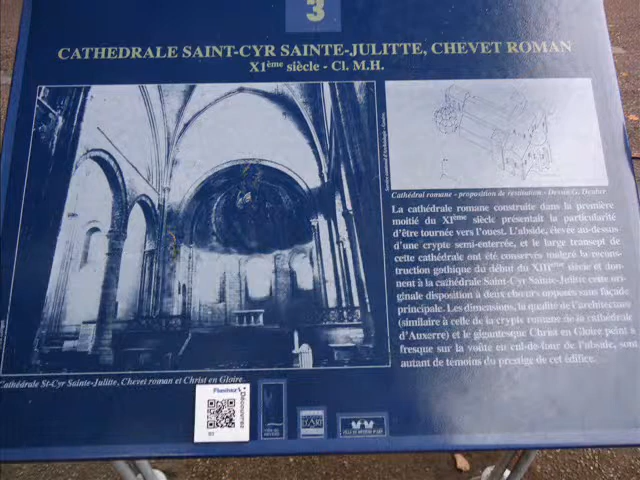 3
CATHEDRALE SAINT-CYR SAINTE-JULITTE, CHEVET ROMAN
XIème siècle - Cl. M.H.
Cathédral romane - proposition de restitution - Dessin G. Deuber
La cathédrale romane construite dans la première
moitié du XIème siècle présentait la particularité
d'être tournée vers l'ouest. L'abside, élevée au-dessus
d'une crypte semi-enterrée, et le large transept de
cette cathédrale ont été conservés malgré la recons-
truction gothique du début du XIIIème siècle et don-
nent à la cathédrale Saint-Cyr Sainte-Julitte cette ori-
ginale disposition à deux chevets opposés sans façade
principale. Les dimensions, la qualité de l'architecture
(similaire à celle de la crypte romane de la cathédrale
d'Auxerre) et le gigantesque Christ en Gloire peint à
fresque sur la voûte en cul-de-four de l'abside, sont
autant de témoins du prestige de cet édifice.
Cathédrale St-Cyr Sainte-Julitte, Chevet roman et Christ en Gloire
Découvrez
D'ART